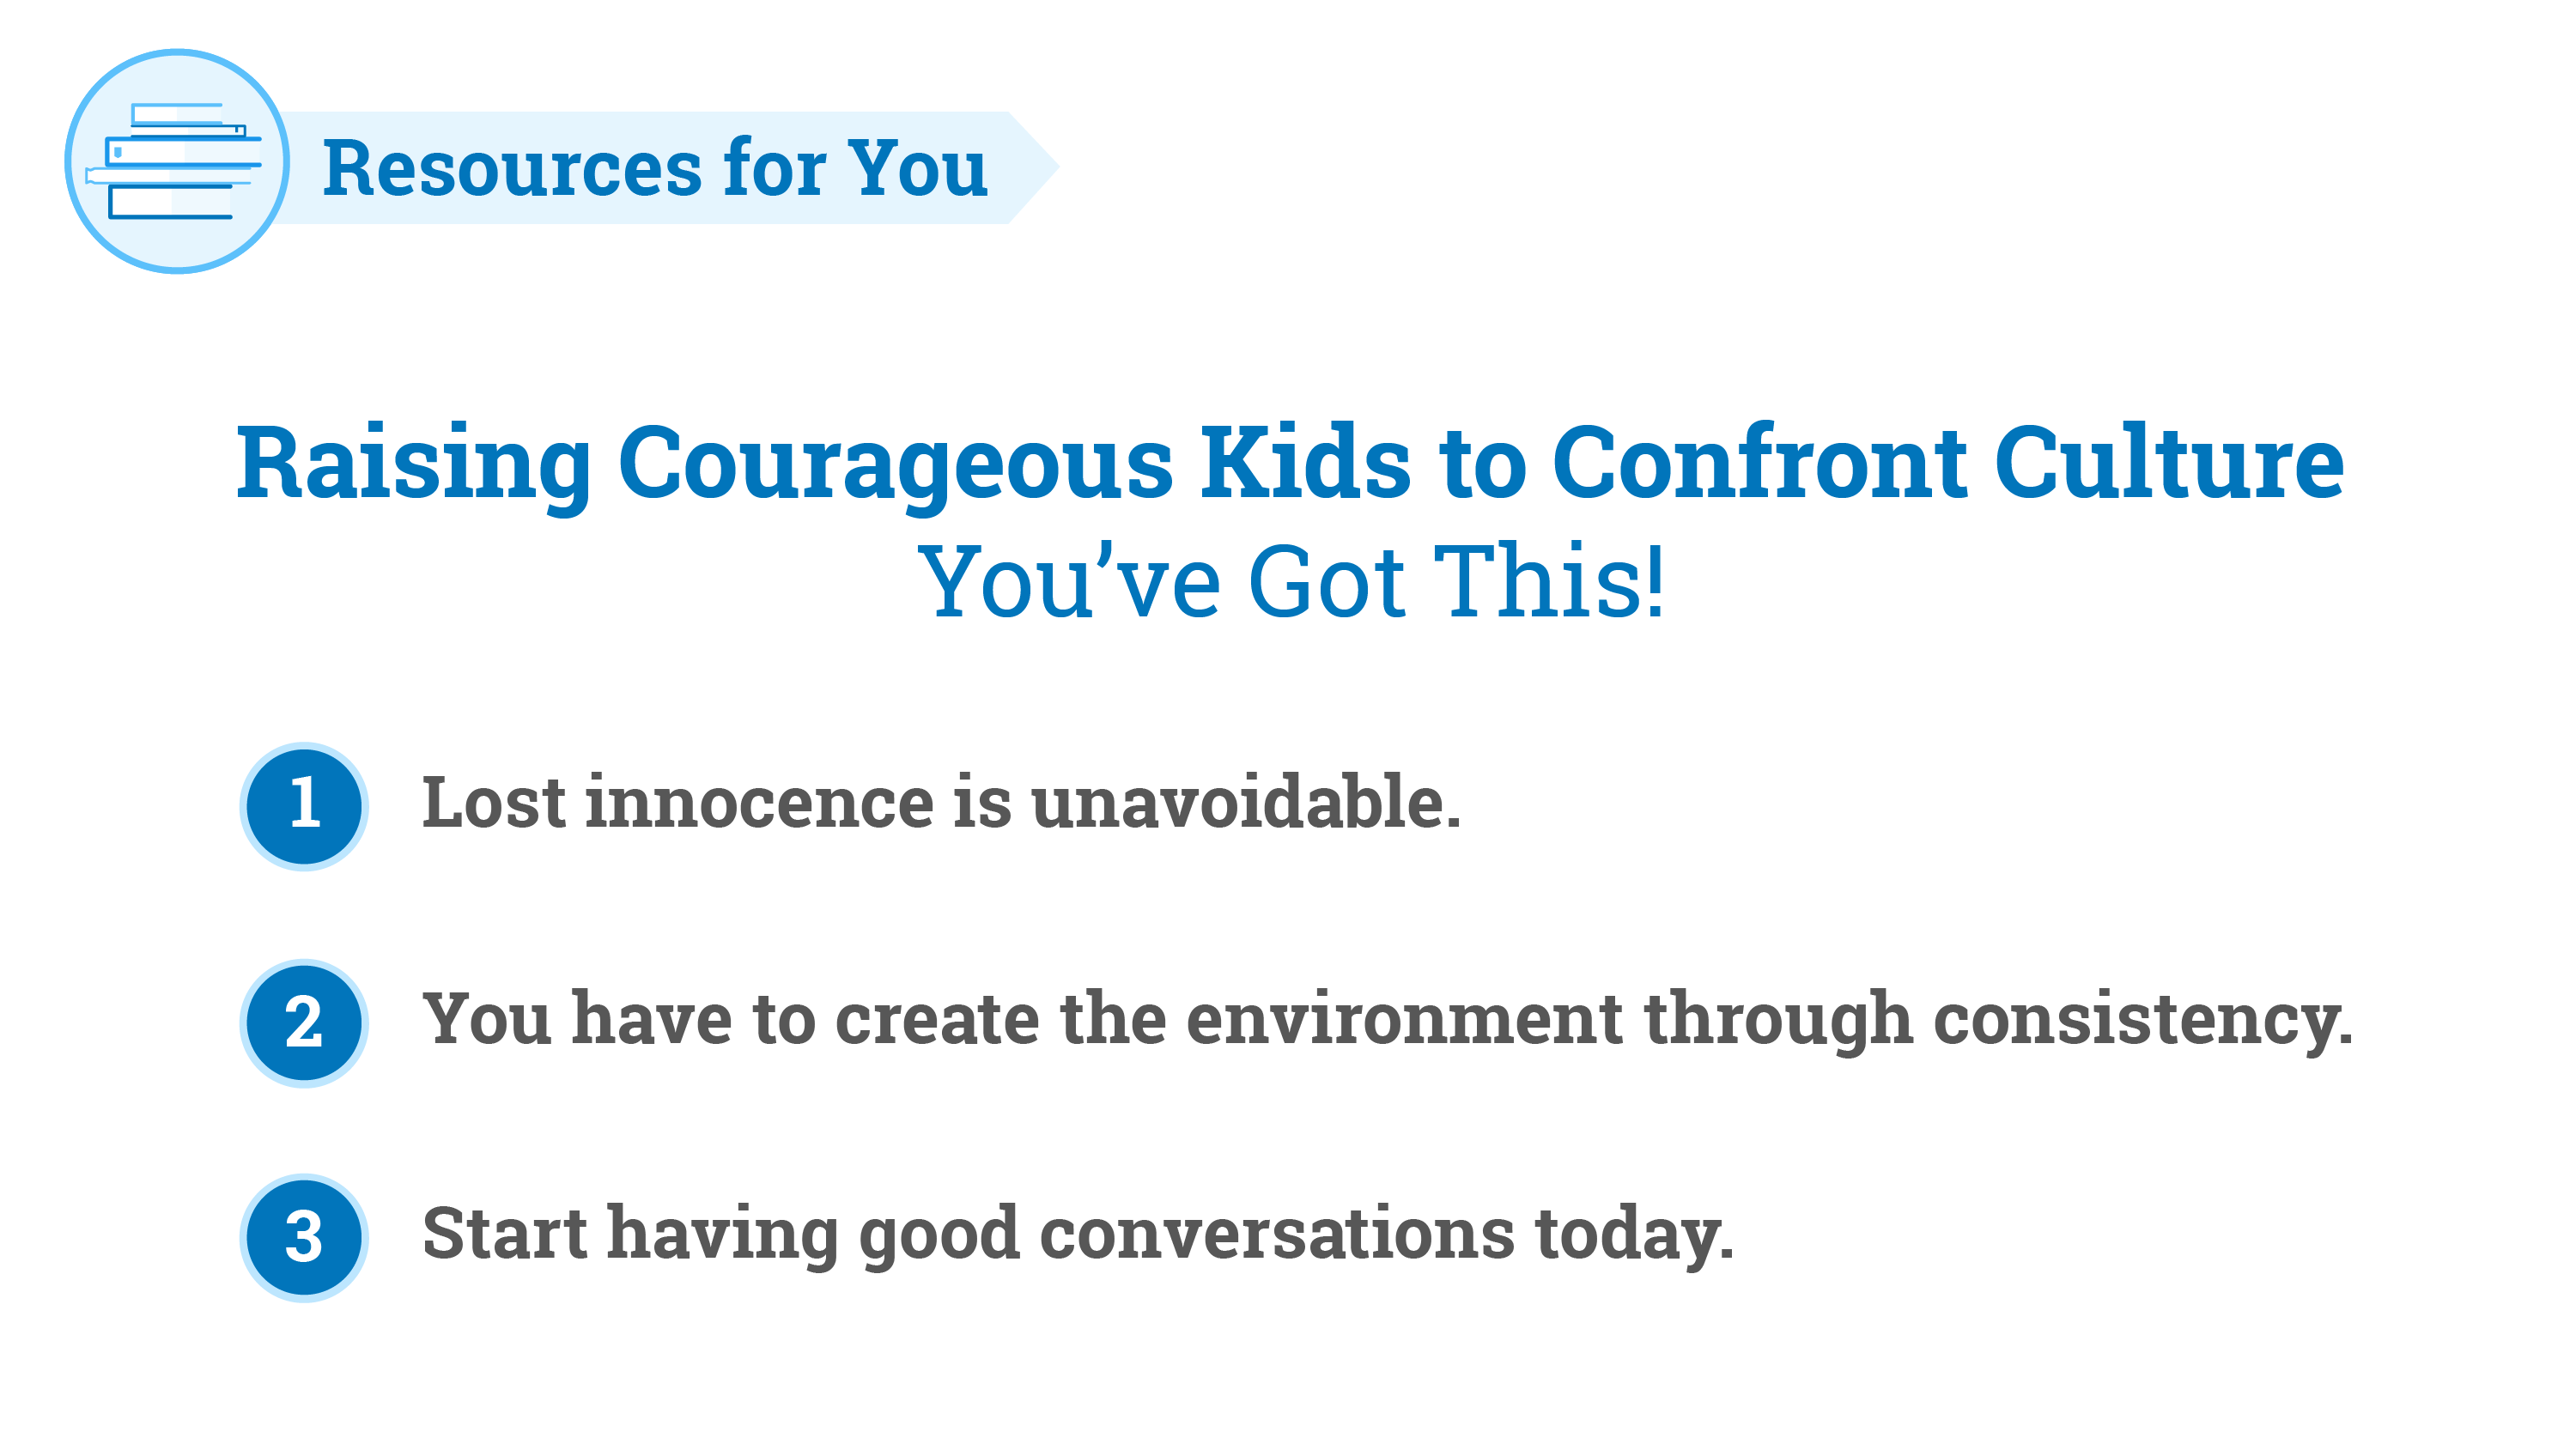 Resources for You
Raising Courageous Kids to Confront Culture
You’ve Got This!
1 Lost innocence is unavoidable.
2 You have to create the environment through consistency.
3 Start having good conversations today.